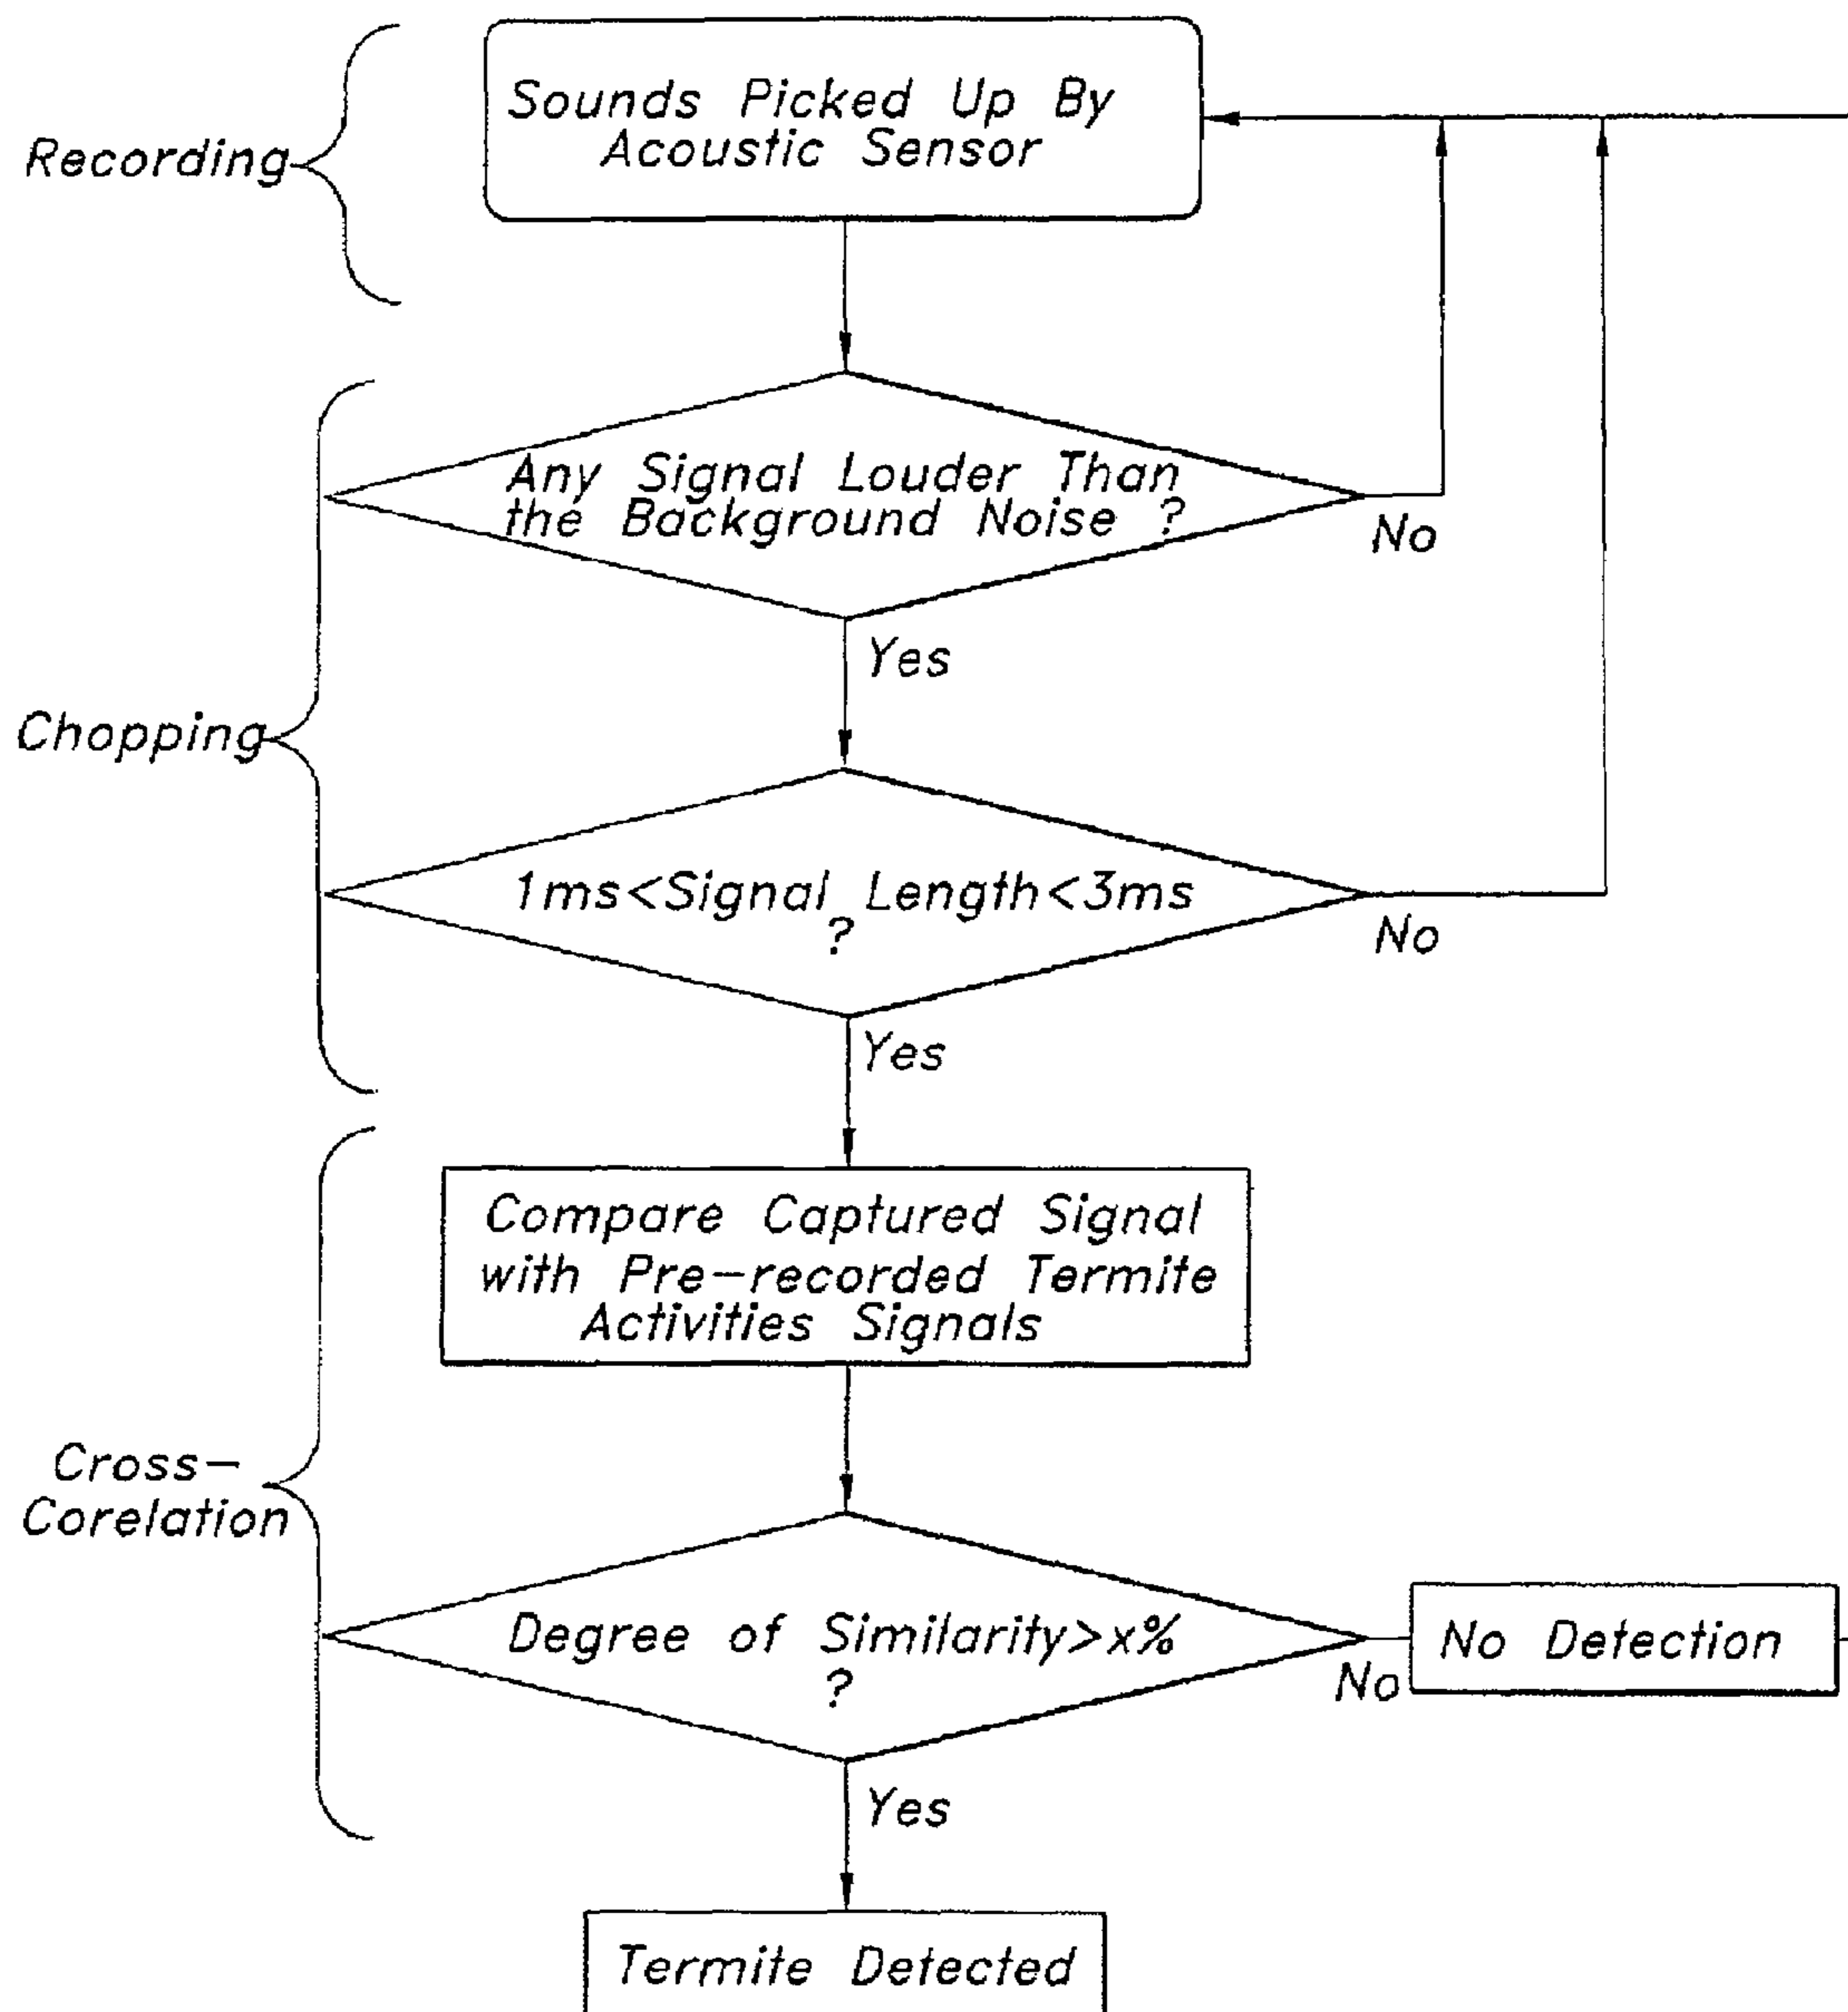 Recording
Sounds Picked Up By
Acoustic Sensor
Any Signal Louder Than
the Background Noise ?
No
Yes
Chopping
1ms<Signal Length<3ms
?
No
Yes
Compare Captured Signal
with Pre-recorded Termite
Activities Signals
Cross-
Corelation
Degree of Similarity>x%
?
No
No Detection
Yes
Termite Detected